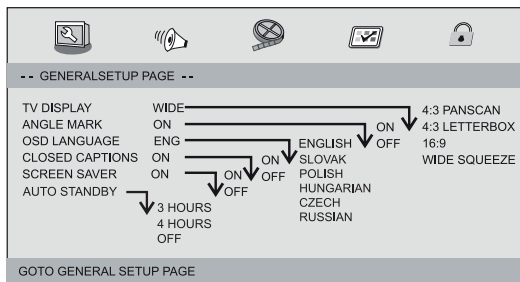 -- GENERALSETUP PAGE --
TV DISPLAY WIDE 4:3 PANSCAN
ANGLE MARK ON ON 4:3 LETTERBOX
OSD LANGUAGE ENG ENGLISH OFF 16:9
CLOSED CAPTIONS ON ON SLOVAK WIDE SQUEEZE
SCREEN SAVER ON ON OFF POLISH
AUTO STANDBY OFF HUNGARIAN
3 HOURS CZECH
4 HOURS RUSSIAN
OFF
GOTO GENERAL SETUP PAGE